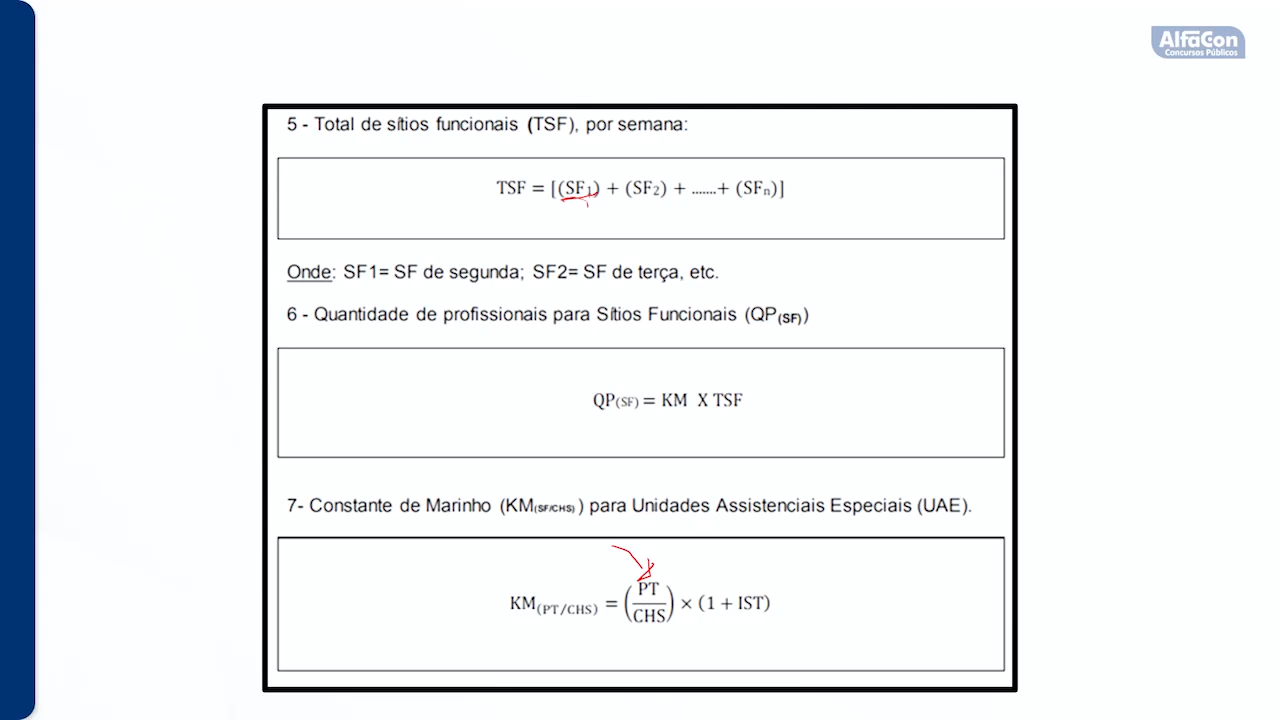 AlfaCon
Concursos Públicos
5 - Total de sítios funcionais (TSF), por semana:
TSF = [(SF₁) + (SF₂) + .......+ (SFₙ)]
Onde: SF1= SF de segunda; SF2= SF de terça, etc.
6 - Quantidade de profissionais para Sítios Funcionais (QP(SF))
QP(SF) = KM X TSF
7- Constante de Marinho (KM(SF/CHS)) para Unidades Assistenciais Especiais (UAE).
KM(PT/CHS) = (PT/CHS) × (1 + IST)